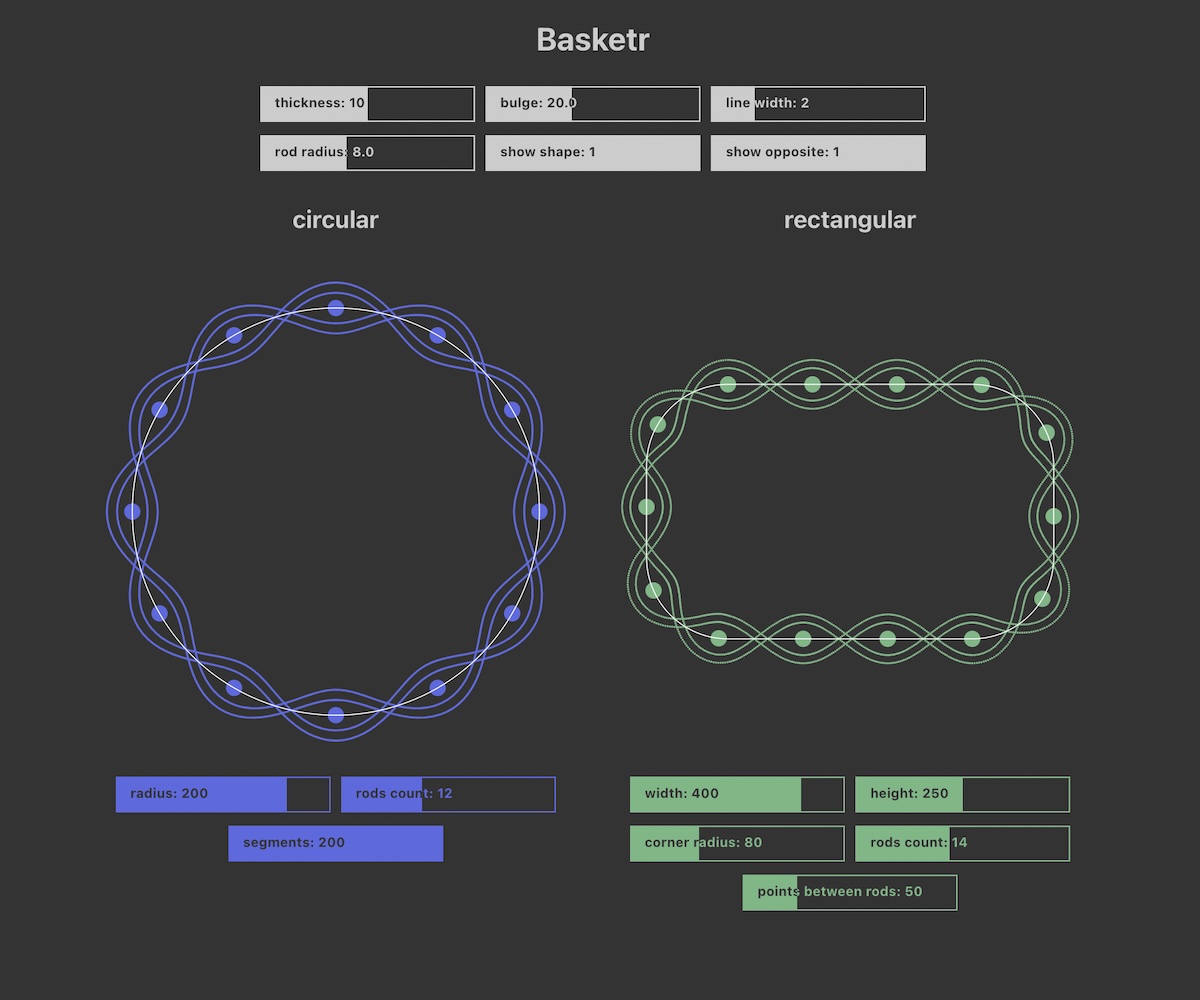 Basketr
thickness: 10
bulge: 20.0
line width: 2
rod radius: 8.0
show shape: 1
show opposite: 1
circular
rectangular
radius: 200
rods count: 12
segments: 200
width: 400
height: 250
corner radius: 80
rods count: 14
points between rods: 50